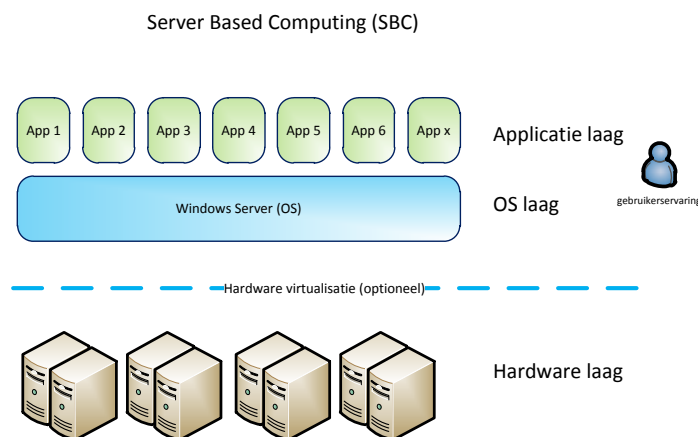 Server Based Computing (SBC)
App 1 App 2 App 3 App 4 App 5 App 6 App x
Applicatie laag
Windows Server (OS)
OS laag
gebruikerservaring
Hardware virtualisatie (optioneel)
Hardware laag